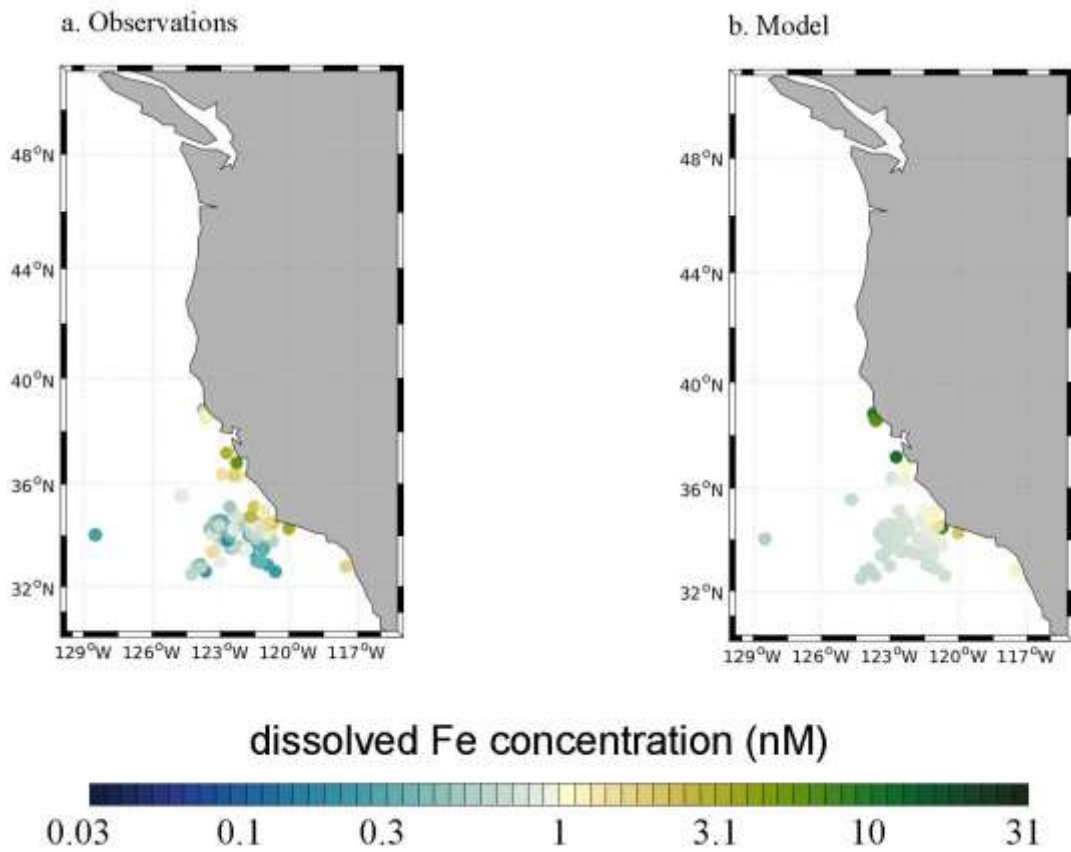 a. Observations
b. Model
48°N
44°N
40°N
36°N
32°N
129°W 126°W 123°W 120°W 117°W
48°N
44°N
40°N
36°N
32°N
129°W 126°W 123°W 120°W 117°W
dissolved Fe concentration (nM)
0.03 0.1 0.3 1 3.1 10 31